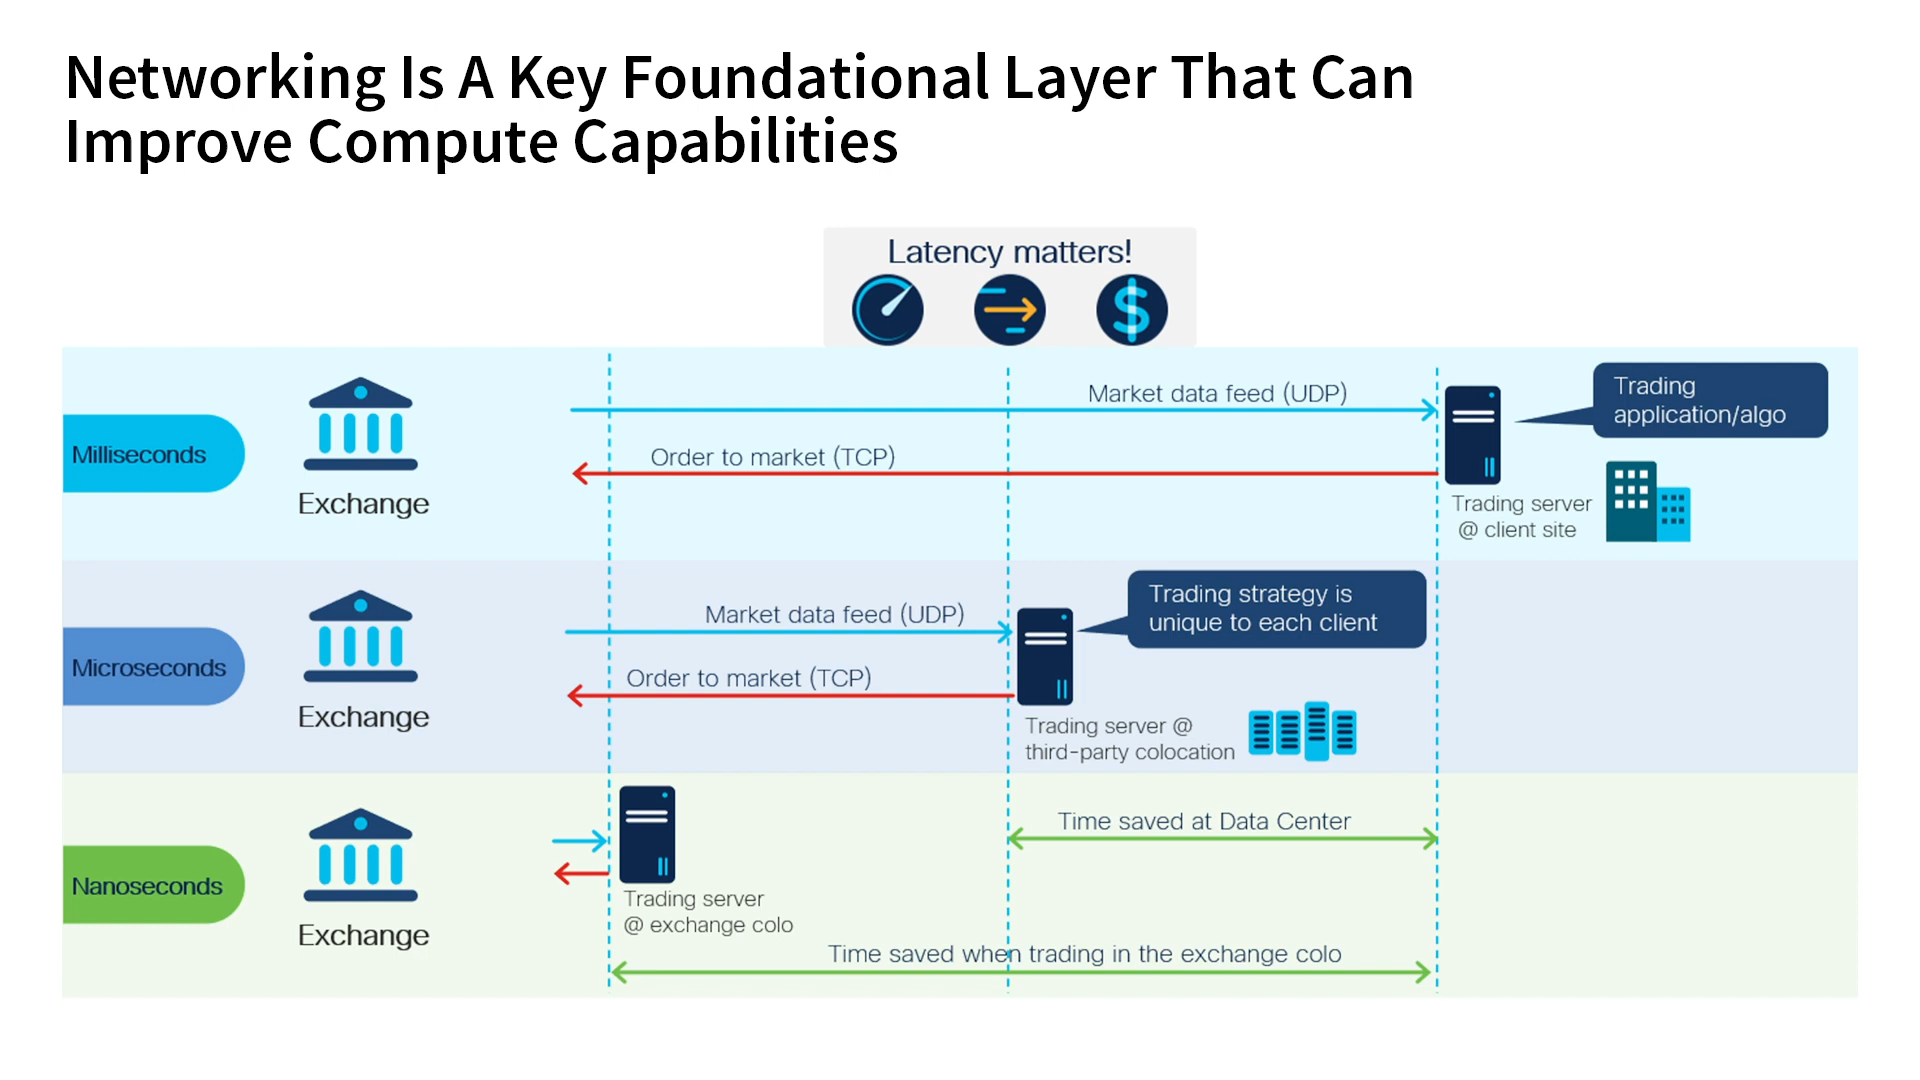 Networking Is A Key Foundational Layer That Can
Improve Compute Capabilities
Latency matters!
Milliseconds
Exchange
Market data feed (UDP)
Order to market (TCP)
Trading
application/algo
Trading server
@ client site
Microseconds
Exchange
Market data feed (UDP)
Order to market (TCP)
Trading strategy is
unique to each client
Trading server @
third-party colocation
Nanoseconds
Exchange
Trading server
@ exchange colo
Time saved at Data Center
Time saved when trading in the exchange colo